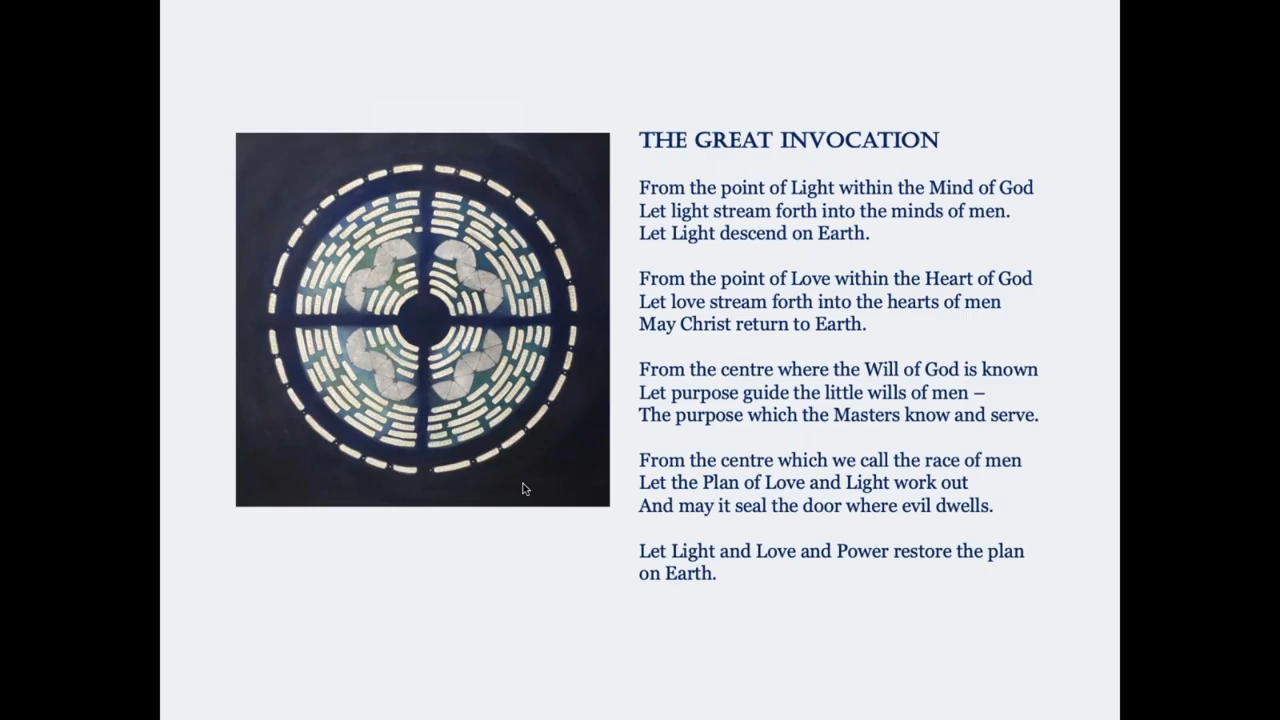 THE GREAT INVOCATION
From the point of Light within the Mind of God
Let light stream forth into the minds of men.
Let Light descend on Earth.
From the point of Love within the Heart of God
Let love stream forth into the hearts of men
May Christ return to Earth.
From the centre where the Will of God is known
Let purpose guide the little wills of men –
The purpose which the Masters know and serve.
From the centre which we call the race of men
Let the Plan of Love and Light work out
And may it seal the door where evil dwells.
Let Light and Love and Power restore the plan
on Earth.